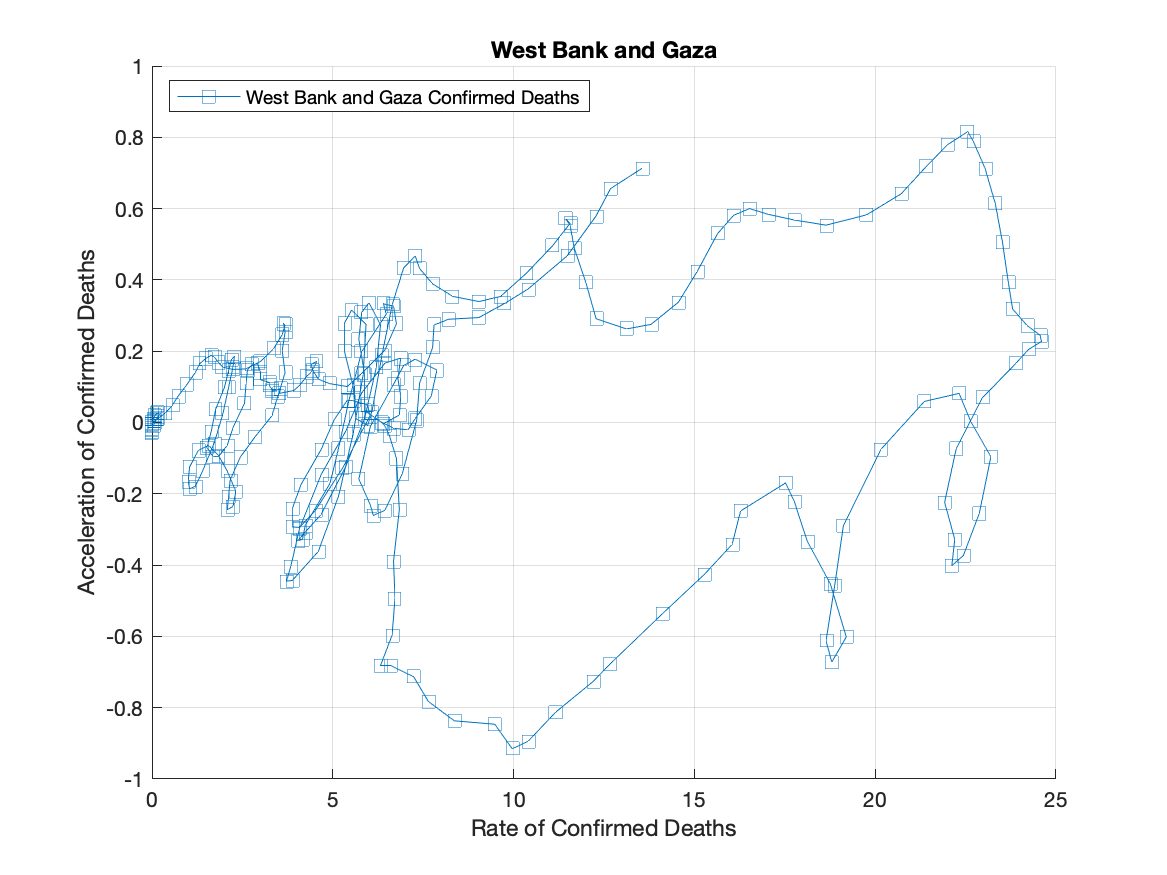 West Bank and Gaza
West Bank and Gaza Confirmed Deaths
1
0.8
0.6
0.4
0.2
0
-0.2
-0.4
-0.6
-0.8
-1
Acceleration of Confirmed Deaths
0 5 10 15 20 25
Rate of Confirmed Deaths